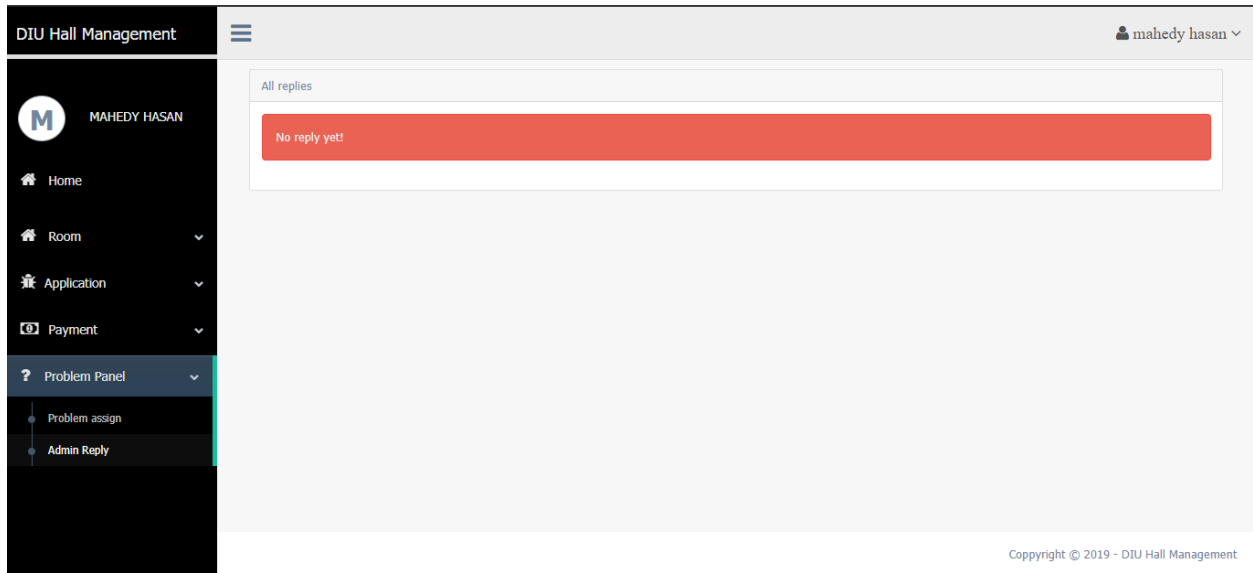 DIU Hall Management
mahedy hasan
M
MAHEDY HASAN
Home
Room
Application
Payment
? Problem Panel
Problem assign
Admin Reply
All replies
No reply yet!
Coppyright © 2019 - DIU Hall Management